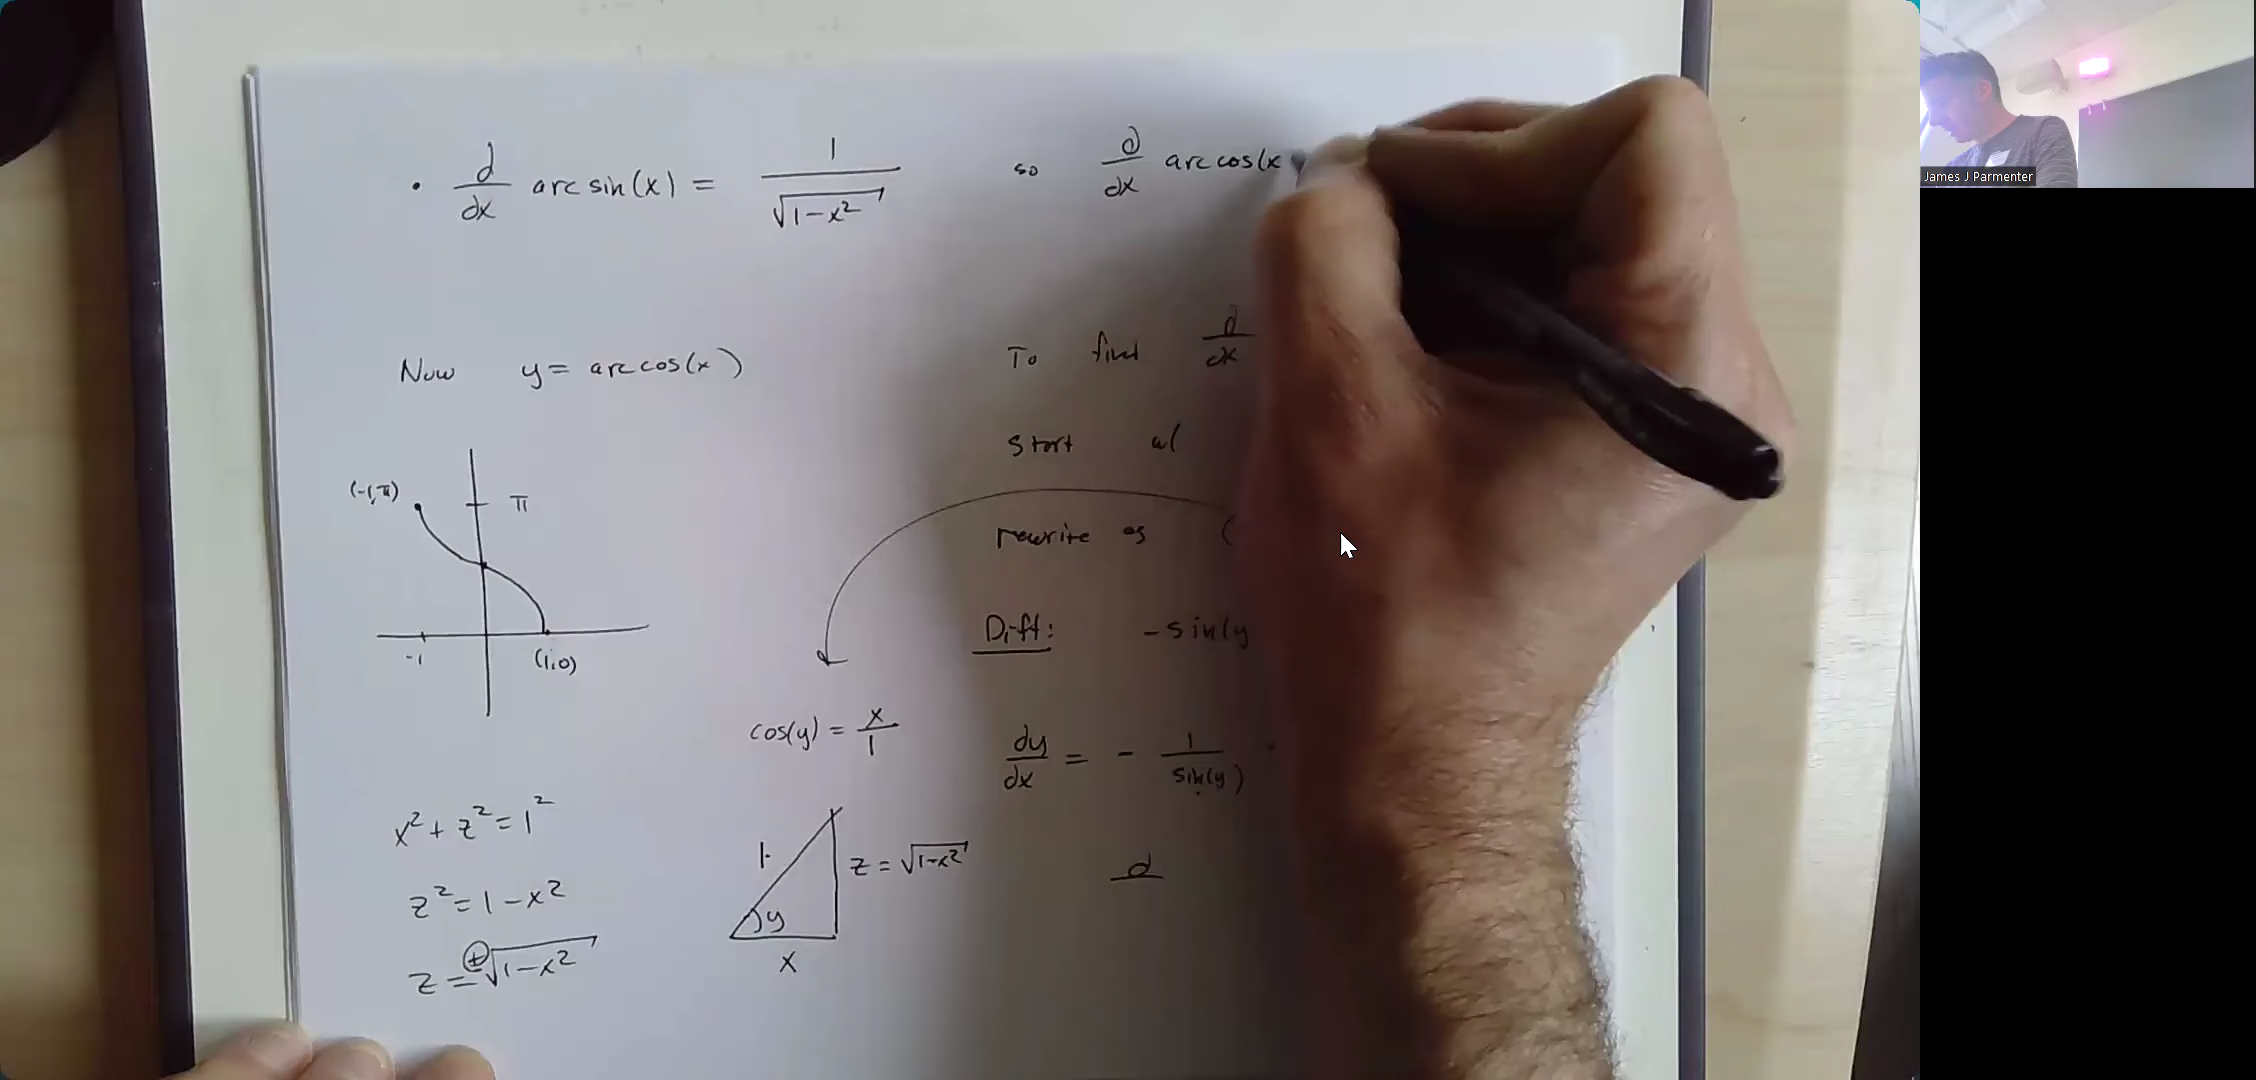 • d/dx arcsin(x) = 1/√(1-x²) so d/dx arccos(x
Now y = arccos(x)
To find d/dx
start w/
(-1,π)
π
rewrite as (
-1
(1,0)
Diff: -sin(y
cos(y) = x/1
dy/dx = - 1/sin(y)
x² + z² = 1²
1
z = √(1-x²)
d
z² = 1 - x²
y
x
z = ±√(1-x²)
James J Parmenter